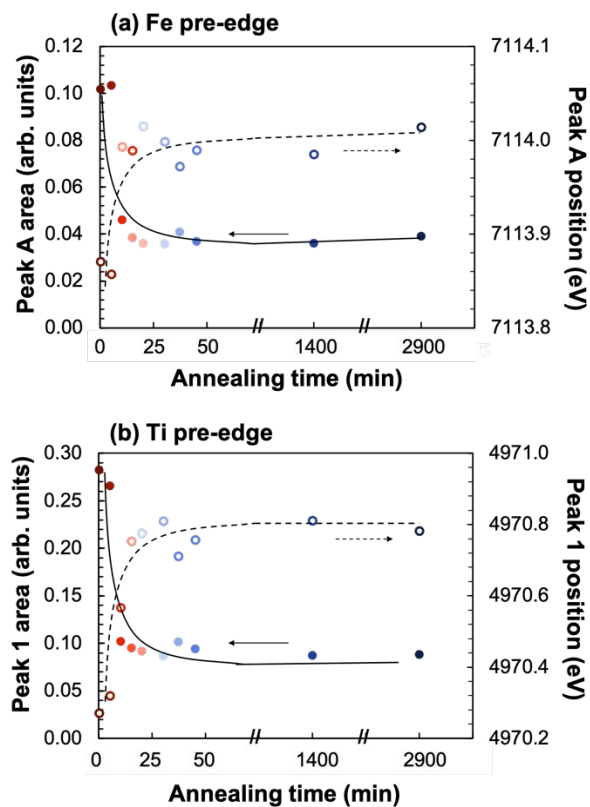 (a) Fe pre-edge
0.12
0.10
0.08
0.06
0.04
0.02
0.00
Peak A area (arb. units)
7114.1
7114.0
7113.9
7113.8
Peak A position (eV)
0 25 50 1400 2900
Annealing time (min)
(b) Ti pre-edge
0.30
0.25
0.20
0.15
0.10
0.05
0.00
Peak 1 area (arb. units)
4971.0
4970.8
4970.6
4970.4
4970.2
Peak 1 position (eV)
0 25 50 1400 2900
Annealing time (min)